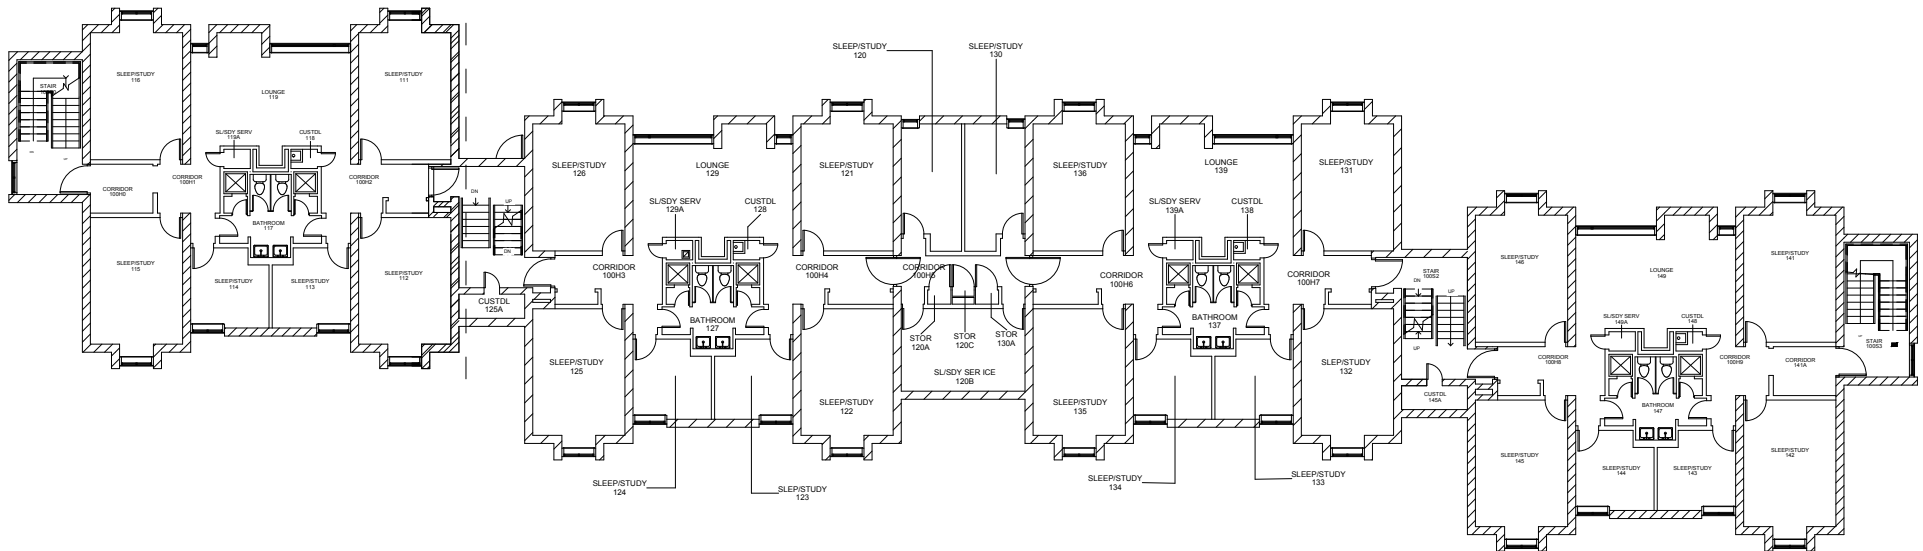 SLEEP/STUDY
116
STAIR
LOUNGE
119
SLEEP/STUDY
111
SL/SDY SERV
119A
CUSTDL
118
UP
CORRIDOR
100H0
CORRIDOR
100H1
CORRIDOR
100H2
BATHROOM
117
SLEEP/STUDY
115
SLEEP/STUDY
114
SLEEP/STUDY
113
SLEEP/STUDY
112
DN
UP
DN
CUSTDL
125A
SLEEP/STUDY
126
LOUNGE
129
SLEEP/STUDY
121
SL/SDY SERV
129A
CUSTDL
128
CORRIDOR
100H3
CORRIDOR
100H4
BATHROOM
127
SLEEP/STUDY
125
SLEEP/STUDY
122
SLEEP/STUDY
124
SLEP/STUDY
123
SLEEP/STUDY
120
SLEEP/STUDY
130
CORRIDOR
100H5
STOR
120A
STOR
120C
STOR
130A
SL/SDY SER ICE
120B
SLEEP/STUDY
136
LOUNGE
139
SLEEP/STUDY
131
SL/SDY SERV
139A
CUSTDL
138
CORRIDOR
100H6
CORRIDOR
100H7
BATHROOM
137
SLEEP/STUDY
135
SLEEP/STUDY
132
SLEEP/STUDY
134
SLEEP/STUDY
133
STAIR
100S2
DN
UP
UP
CUSTDL
145A
SLEEP/STUDY
146
LOUNGE
149
SLEEP/STUDY
141
SL/SDY SERV
149A
CUSTDL
148
CORRIDOR
100H8
CORRIDOR
100H9
CORRIDOR
141A
STAIR
100S3
BATHROOM
147
SLEEP/STUDY
145
SLEEP/STUDY
144
SLEEP/STUDY
143
SLEEP/STUDY
142